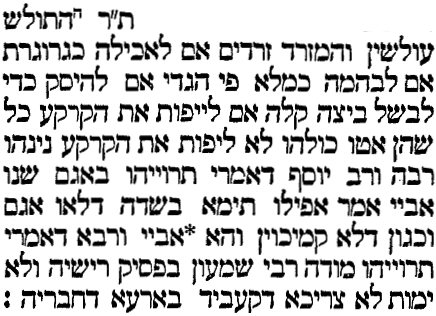 ת״ר ה התולש
עולשין והמזרד זרדים אם לאכילה כגרוגרת
אם לבהמה כמלא פי הגדי אם להיסק כדי
לבשל ביצה קלה אם לייפות את הקרקע כל
שהן אטו כולהו לא ליפות את הקרקע נינהו
רבה ורב יוסף דאמרי תרוייהו באגם שנו
אביי אמר אפילו תימא בשדה דלאו אגם
וכגון דלא קמיכוין והא *אביי ורבא דאמרי
תרוייהו מודה רבי שמעון בפסיק רישיה ולא
ימות לא צריכא דקעביד בארעא דחבריה :